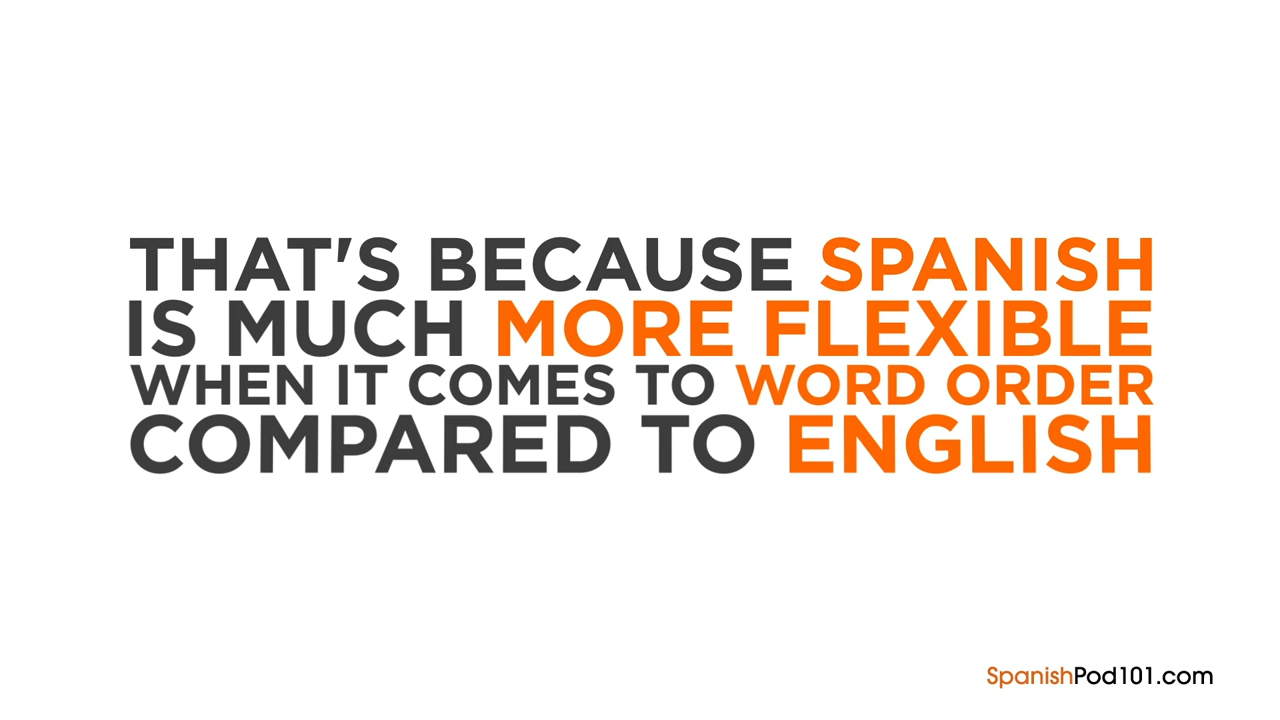 THAT'S BECAUSE SPANISH
IS MUCH MORE FLEXIBLE
WHEN IT COMES TO WORD ORDER
COMPARED TO ENGLISH
SpanishPod101.com